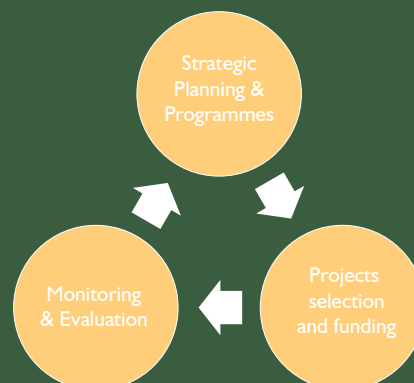 Strategic
Planning &
Programmes
Projects
selection
and funding
Monitoring
& Evaluation